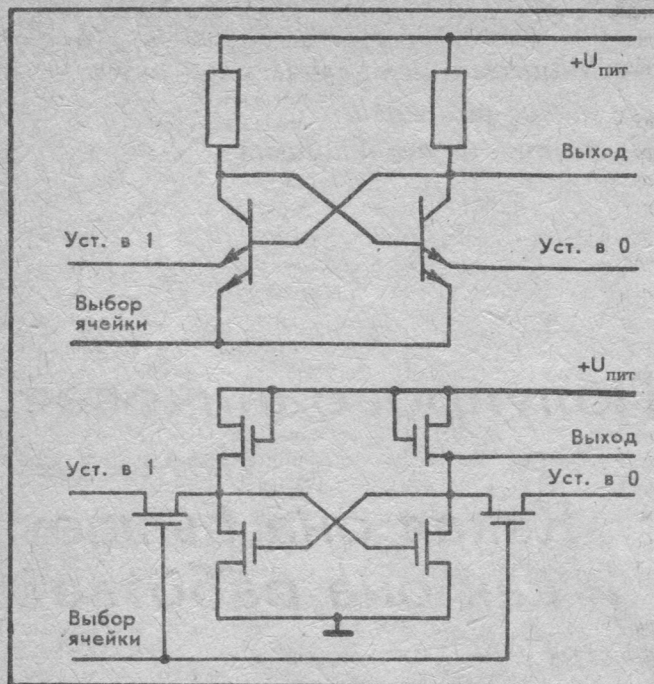 +Uпит
Выход
Уст. в 1
Уст. в 0
Выбор
ячейки
+Uпит
Выход
Уст. в 1
Уст. в 0
Выбор
ячейки